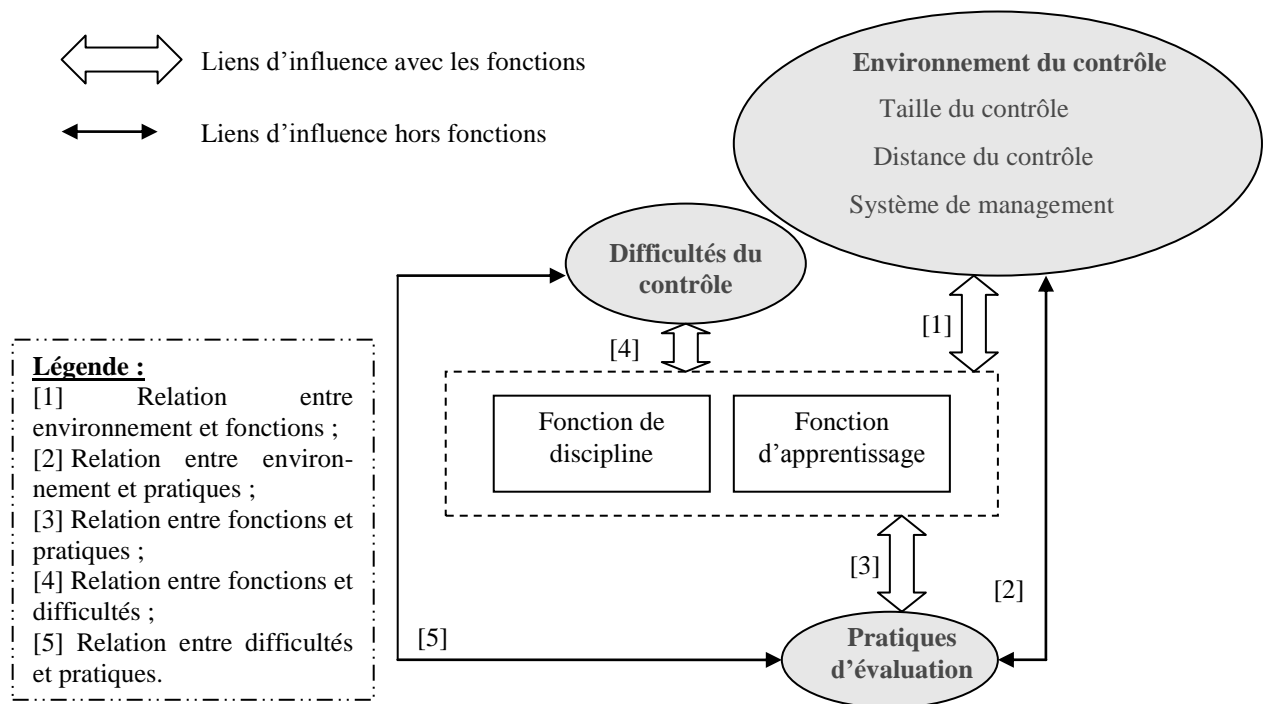 Liens d’influence avec les fonctions
Liens d’influence hors fonctions
Environnement du contrôle
Taille du contrôle
Distance du contrôle
Système de management
Difficultés du
contrôle
[1]
[4]
Légende :
[1] Relation entre
environnement et fonctions ;
[2] Relation entre environ-
nement et pratiques ;
[3] Relation entre fonctions et
pratiques ;
[4] Relation entre fonctions et
difficultés ;
[5] Relation entre difficultés
et pratiques.
Fonction de
discipline
Fonction
d’apprentissage
[3]
[2]
[5]
Pratiques
d’évaluation